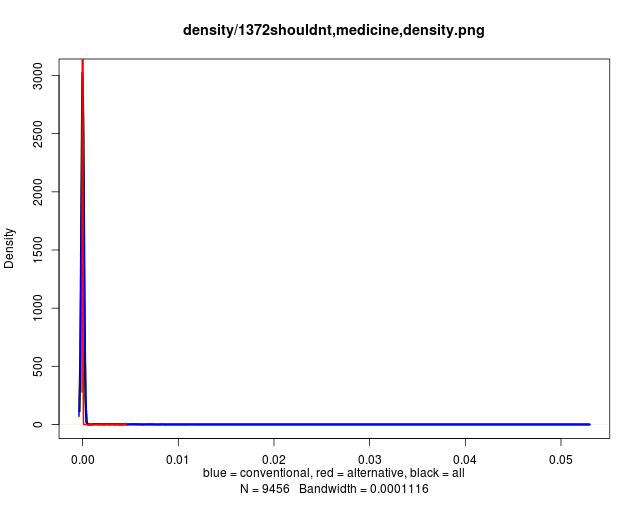 density/1372shouldnt,medicine,density.png
Density
3000
2500
2000
1500
1000
500
0
0.00 0.01 0.02 0.03 0.04 0.05
blue = conventional, red = alternative, black = all
N = 9456 Bandwidth = 0.0001116